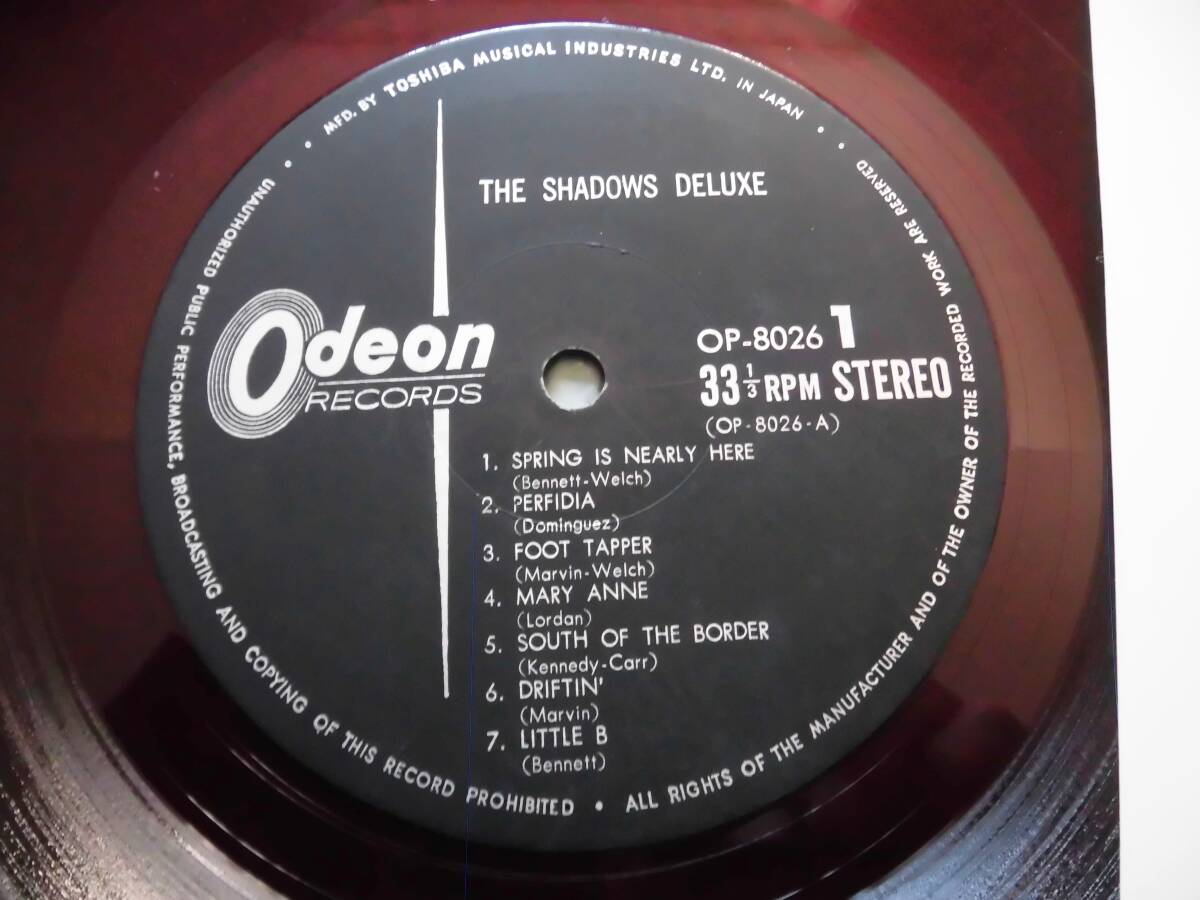 MFD. BY TOSHIBA MUSICAL INDUSTRIES LTD. IN JAPAN
THE SHADOWS DELUXE
Odeon
RECORDS
OP-8026 1
33 1/3 RPM STEREO
(OP-8026-A)
1. SPRING IS NEARLY HERE
(Bennett-Welch)
2. PERFIDIA
(Dominguez)
3. FOOT TAPPER
(Marvin-Welch)
4. MARY ANNE
(Lordan)
5. SOUTH OF THE BORDER
(Kennedy-Carr)
6. DRIFTIN'
(Marvin)
7. LITTLE B
(Bennett)
UNAUTHORIZED PUBLIC PERFORMANCE, BROADCASTING AND COPYING OF THIS RECORD PROHIBITED • ALL RIGHTS OF THE MANUFACTURER AND OF THE OWNER OF THE RECORDED WORK ARE RESERVED